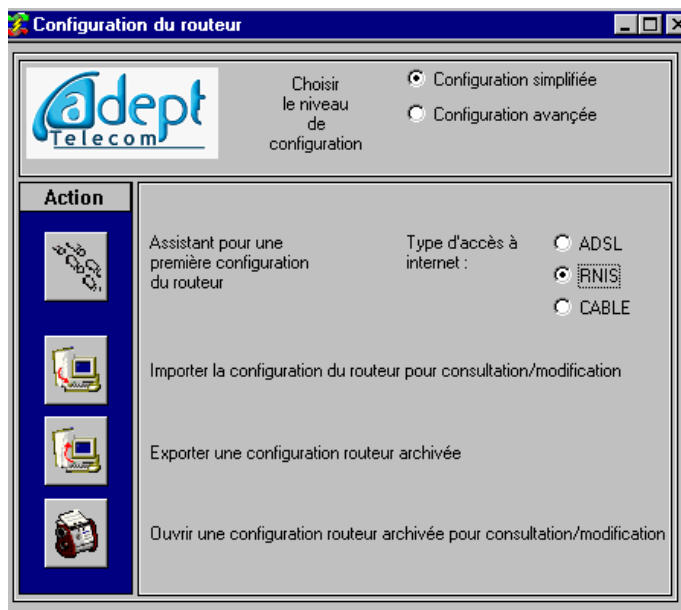 Configuration du routeur
adept
Telecom
Choisir
le niveau
de
configuration
Configuration simplifiée
Configuration avançée
Action
Assistant pour une
première configuration
du routeur
Type d'accès à
internet :
ADSL
RNIS
CABLE
Importer la configuration du routeur pour consultation/modification
Exporter une configuration routeur archivée
Ouvrir une configuration routeur archivée pour consultation/modification